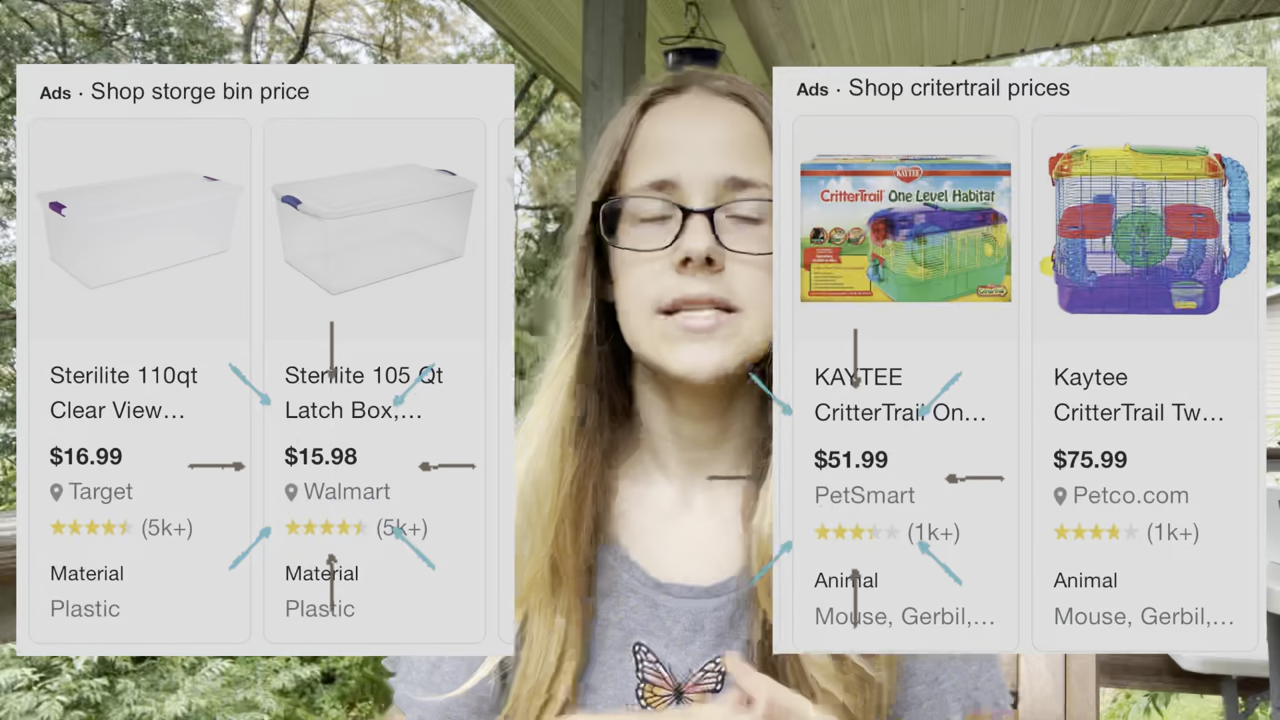 Ads · Shop storge bin price
Sterilite 110qt
Clear View...
$16.99
Target
(5k+)
Material
Plastic
Sterilite 105 Qt
Latch Box,...
$15.98
Walmart
(5k+)
Material
Plastic
Ads · Shop critertrail prices
KAYTEE
CritterTrail One Level Habitat
KAYTEE
CritterTrail On...
$51.99
PetSmart
(1k+)
Animal
Mouse, Gerbil,...
Kaytee
CritterTrail Tw...
$75.99
Petco.com
(1k+)
Animal
Mouse, Gerbil,...